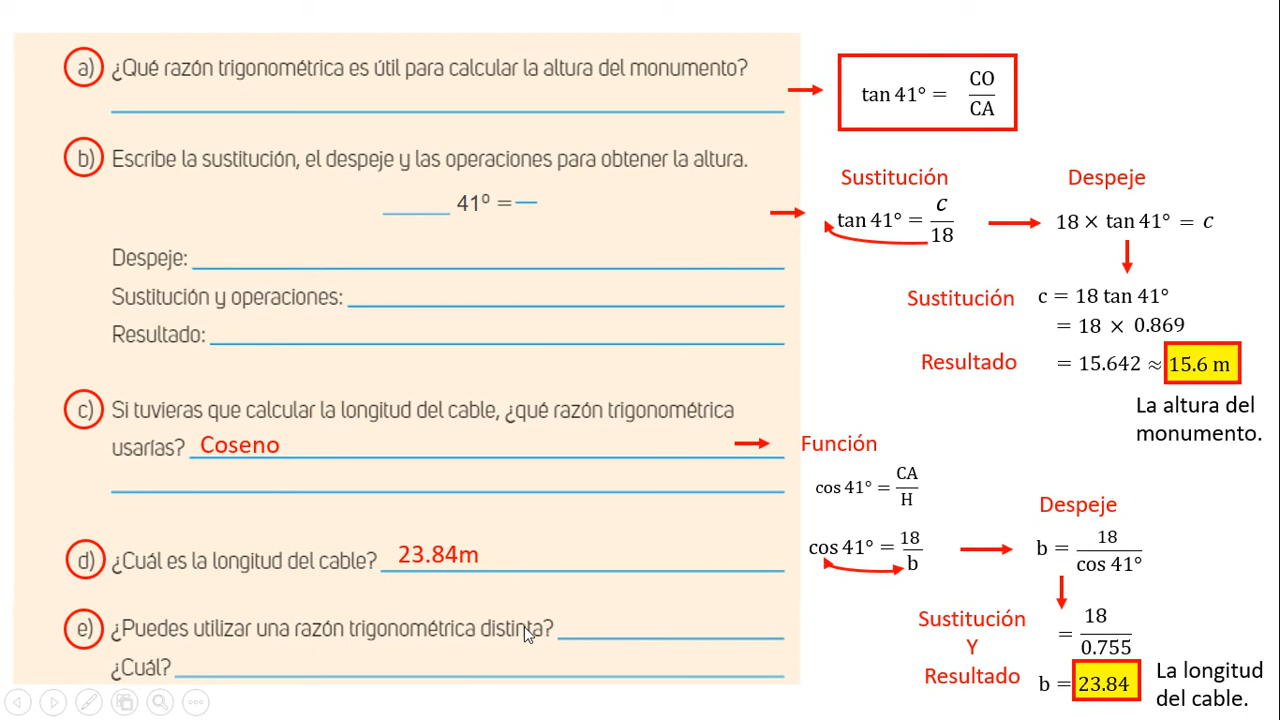 a) ¿Qué razón trigonométrica es útil para calcular la altura del monumento?
tan 41° = CO/CA
b) Escribe la sustitución, el despeje y las operaciones para obtener la altura.
_____ 41° = __
Despeje:
Sustitución y operaciones:
Resultado:
Sustitución
tan 41° = c/18
Despeje
18 × tan 41° = c
Sustitución
c = 18 tan 41°
= 18 × 0.869
Resultado
= 15.642 ≈ 15.6 m
La altura del
monumento.
c) Si tuvieras que calcular la longitud del cable, ¿qué razón trigonométrica
usarías? Coseno
Función
cos 41° = CA/H
cos 41° = 18/b
Despeje
b = 18/cos 41°
d) ¿Cuál es la longitud del cable? 23.84m
e) ¿Puedes utilizar una razón trigonométrica distinta?
¿Cuál?
Sustitución
Y
Resultado
= 18/0.755
b = 23.84
La longitud
del cable.